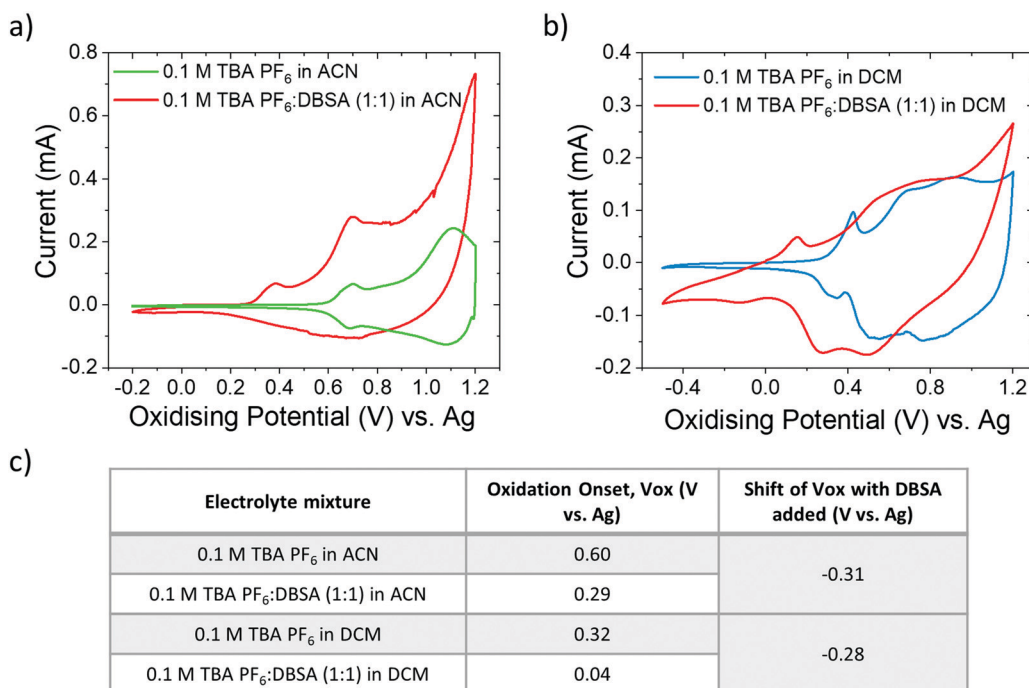 a)
0.8
0.6
0.4
0.2
0.0
-0.2
Current (mA)
0.1 M TBA PF₆ in ACN
0.1 M TBA PF₆:DBSA (1:1) in ACN
-0.2 0.0 0.2 0.4 0.6 0.8 1.0 1.2
Oxidising Potential (V) vs. Ag
b)
0.4
0.3
0.2
0.1
0.0
-0.1
-0.2
Current (mA)
0.1 M TBA PF₆ in DCM
0.1 M TBA PF₆:DBSA (1:1) in DCM
-0.4 0.0 0.4 0.8 1.2
Oxidising Potential (V) vs. Ag
c)
Electrolyte mixture
Oxidation Onset, Vox (V
vs. Ag)
Shift of Vox with DBSA
added (V vs. Ag)
0.1 M TBA PF₆ in ACN
0.60
-0.31
0.1 M TBA PF₆:DBSA (1:1) in ACN
0.29
0.1 M TBA PF₆ in DCM
0.32
-0.28
0.1 M TBA PF₆:DBSA (1:1) in DCM
0.04